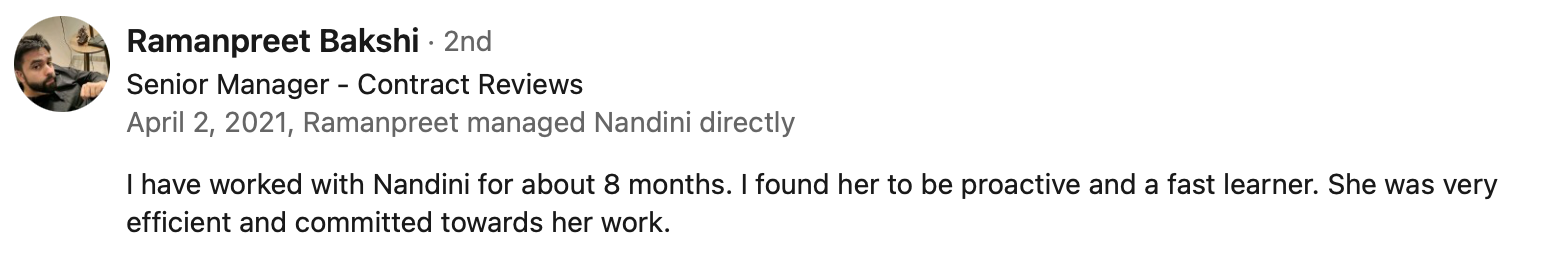 Ramanpreet Bakshi · 2nd
Senior Manager - Contract Reviews
April 2, 2021, Ramanpreet managed Nandini directly
I have worked with Nandini for about 8 months. I found her to be proactive and a fast learner. She was very
efficient and committed towards her work.